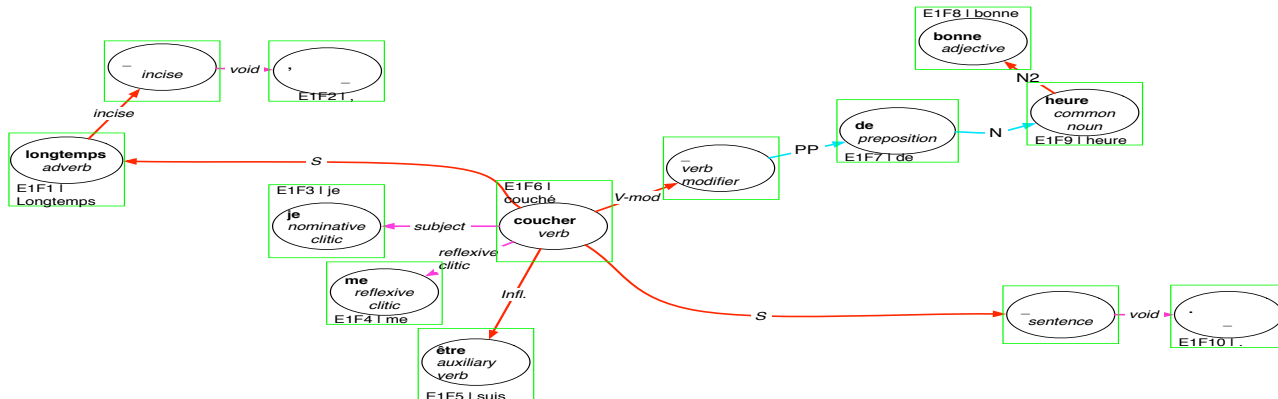 E1F8 I bonne
bonne
adjective
N2
_
incise
void
,
_
E1F2 I ,
incise
longtemps
adverb
E1F1 I
Longtemps
S
heure
common
noun
E1F9 I heure
N
de
preposition
E1F7 I de
PP
_
verb
modifier
V-mod
E1F6 I
couché
coucher
verb
E1F3 I je
je
nominative
clitic
subject
reflexive
clitic
me
reflexive
clitic
E1F4 I me
Infl.
être
auxiliary
verb
E1F5 I suis
S
_
sentence
void
.
_
E1F10 I .